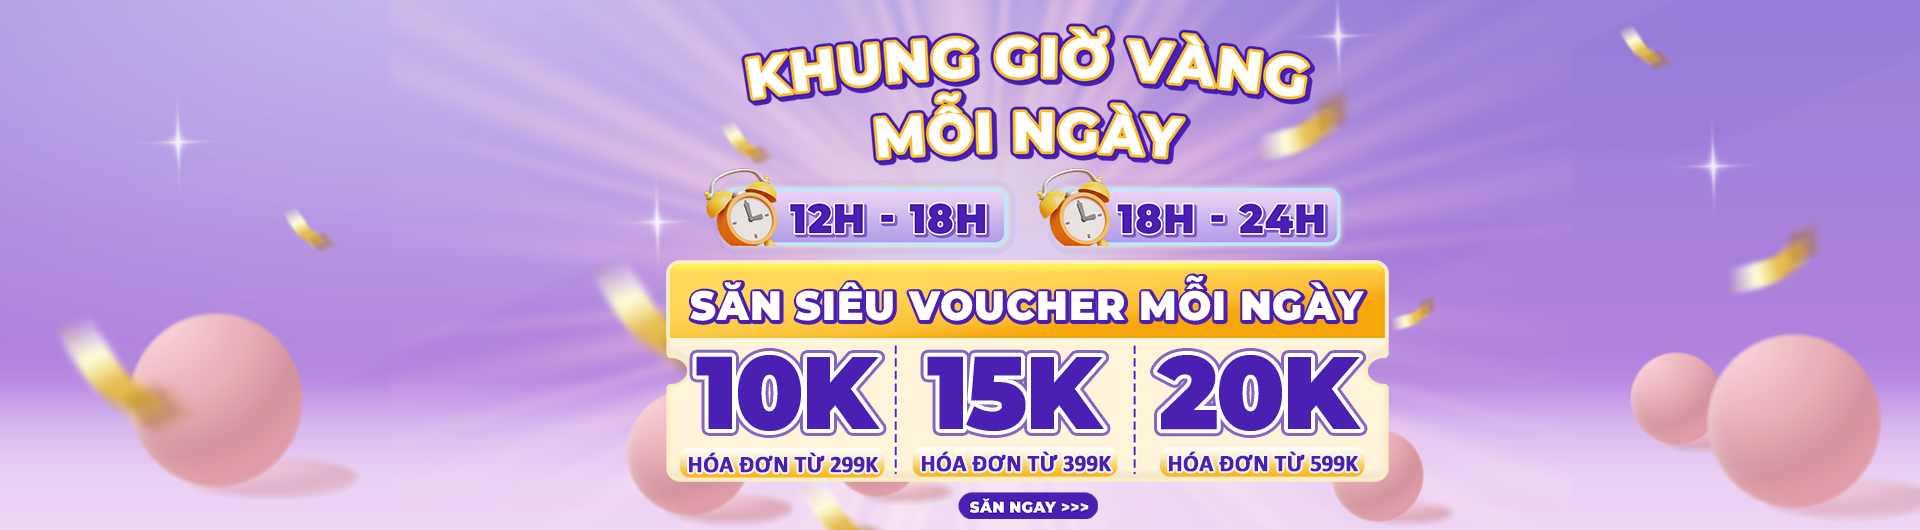 KHUNG GIỜ VÀNG
MỖI NGÀY
12H - 18H
18H - 24H
SĂN SIÊU VOUCHER MỖI NGÀY
10K
HÓA ĐƠN TỪ 299K
15K
HÓA ĐƠN TỪ 399K
20K
HÓA ĐƠN TỪ 599K
SĂN NGAY >>>